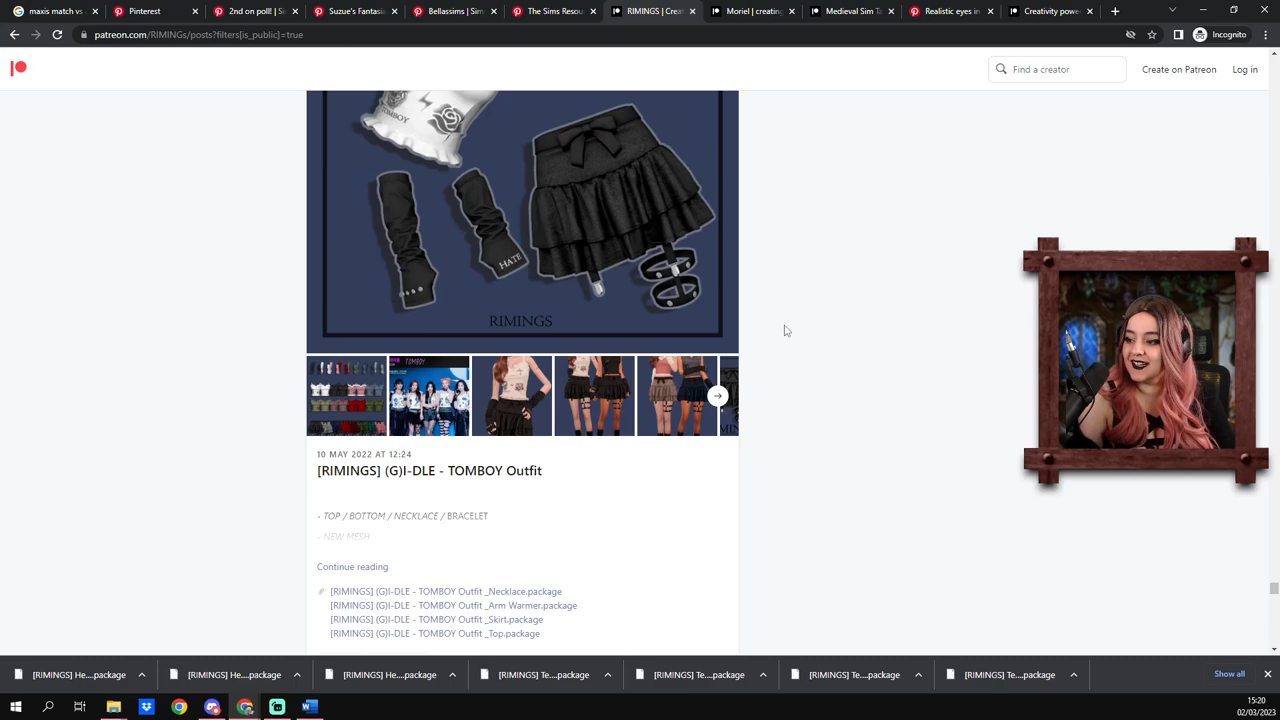 maxis match vs
Pinterest
2nd on poll! | Si
Suzue's Fantasi
Bellassims | Sim
The Sims Resou
RIMINGS | Crea
Moriel | creating
Medieval Sim Ta
Realistic eyes in
Creativity power
patreon.com/RIMINGs/posts?filters[is_public]=true
Incognito
Find a creator
Create on Patreon
Log in
TOMBOY
HATE
RIMINGS
TOMBOY
10 MAY 2022 AT 12:24
[RIMINGS] (G)I-DLE - TOMBOY Outfit
- TOP / BOTTOM / NECKLACE / BRACELET
- NEW MESH
Continue reading
[RIMINGS] (G)I-DLE - TOMBOY Outfit _Necklace.package
[RIMINGS] (G)I-DLE - TOMBOY Outfit _Arm Warmer.package
[RIMINGS] (G)I-DLE - TOMBOY Outfit _Skirt.package
[RIMINGS] (G)I-DLE - TOMBOY Outfit _Top.package
[RIMINGS] He....package
[RIMINGS] He....package
[RIMINGS] He....package
[RIMINGS] Te....package
[RIMINGS] Te....package
[RIMINGS] Te....package
[RIMINGS] Te....package
Show all
15:20
02/03/2023